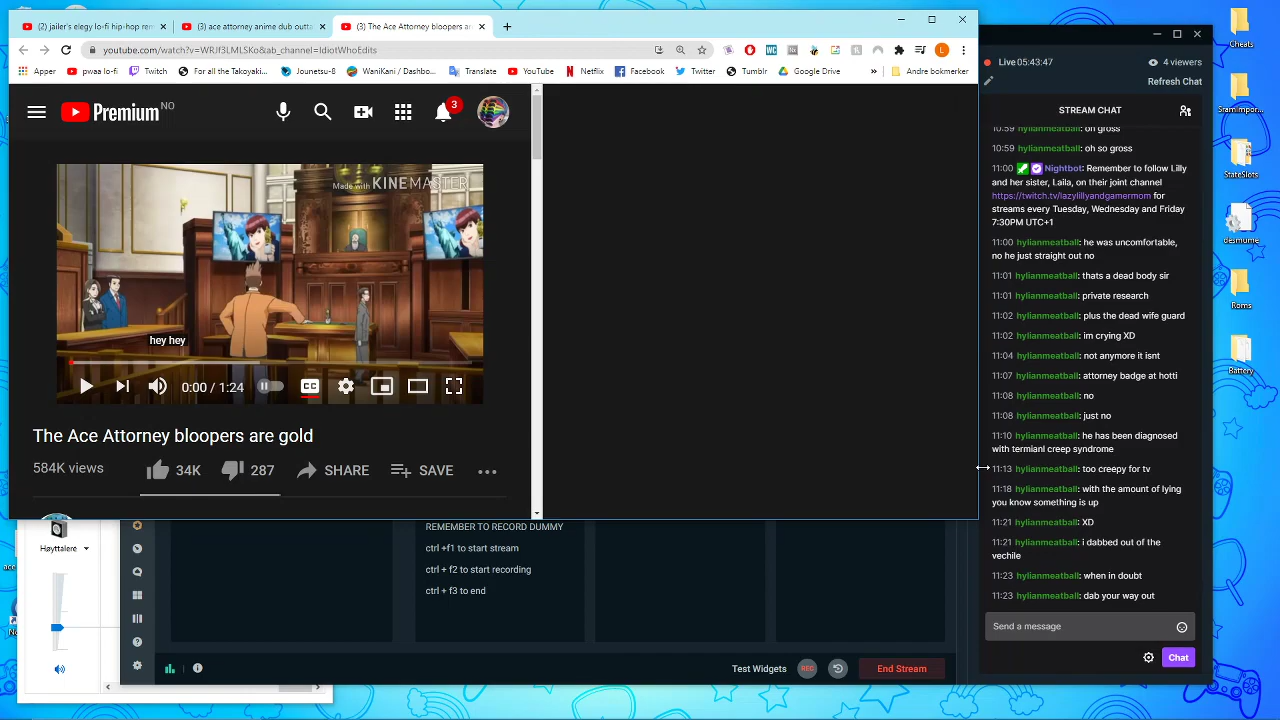 (2) jailer's elegy lo-fi hip-hop rem
(3) ace attorney anime dub outta
(3) The Ace Attorney bloopers ar
youtube.com/watch?v=WRJf3LMLSKo&ab_channel=IdiotWhoEdits
Apper
pwaa lo-fi
Twitch
For all the Takoyaki...
Jounetsu-8
WaniKani / Dashbo...
Translate
YouTube
Netflix
Facebook
Twitter
Tumblr
Google Drive
Andre bokmerker
Premium NO
3
Made with KINEMASTER
hey hey
0:00 / 1:24
CC
The Ace Attorney bloopers are gold
584K views
34K
287
SHARE
SAVE
Live 05:43:47
4 viewers
Refresh Chat
STREAM CHAT
10:59 hylianmeatball: oh gross
10:59 hylianmeatball: oh so gross
11:00 Nightbot: Remember to follow Lilly
and her sister, Laila, on their joint channel
https://twitch.tv/lazylillyandgamermom for
streams every Tuesday, Wednesday and Friday
7:30PM UTC+1
11:00 hylianmeatball: he was uncomfortable,
no he just straight out no
11:01 hylianmeatball: thats a dead body sir
11:01 hylianmeatball: private research
11:02 hylianmeatball: plus the dead wife guard
11:02 hylianmeatball: im crying XD
11:04 hylianmeatball: not anymore it isnt
11:07 hylianmeatball: attorney badge at hotti
11:08 hylianmeatball: no
11:08 hylianmeatball: just no
11:10 hylianmeatball: he has been diagnosed
with termianl creep syndrome
11:13 hylianmeatball: too creepy for tv
11:18 hylianmeatball: with the amount of lying
you know something is up
11:21 hylianmeatball: XD
11:21 hylianmeatball: i dabbed out of the
vechile
11:23 hylianmeatball: when in doubt
11:23 hylianmeatball: dab your way out
Send a message
Chat
Cheats
SramImpor...
StateSlots
desmume
Roms
Battery
Høyttalere
REMEMBER TO RECORD DUMMY
ctrl +f1 to start stream
ctrl + f2 to start recording
ctrl + f3 to end
Test Widgets
REC
End Stream